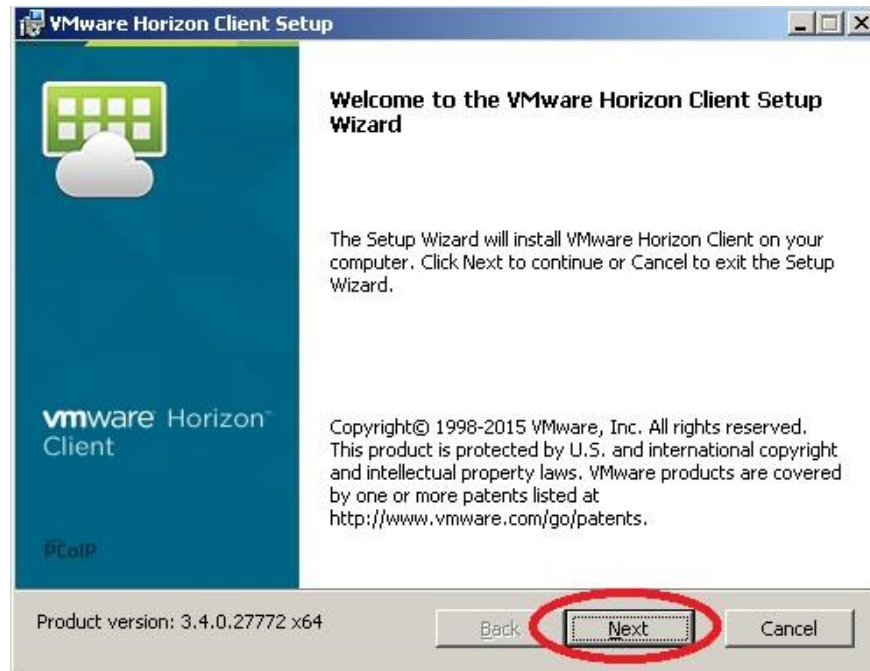 VMware Horizon Client Setup
Welcome to the VMware Horizon Client Setup
Wizard
The Setup Wizard will install VMware Horizon Client on your
computer. Click Next to continue or Cancel to exit the Setup
Wizard.
vmware Horizon™
Client
Copyright© 1998-2015 VMware, Inc. All rights reserved.
This product is protected by U.S. and international copyright
and intellectual property laws. VMware products are covered
by one or more patents listed at
http://www.vmware.com/go/patents.
PCoIP
Product version: 3.4.0.27772 x64
Back
Next
Cancel